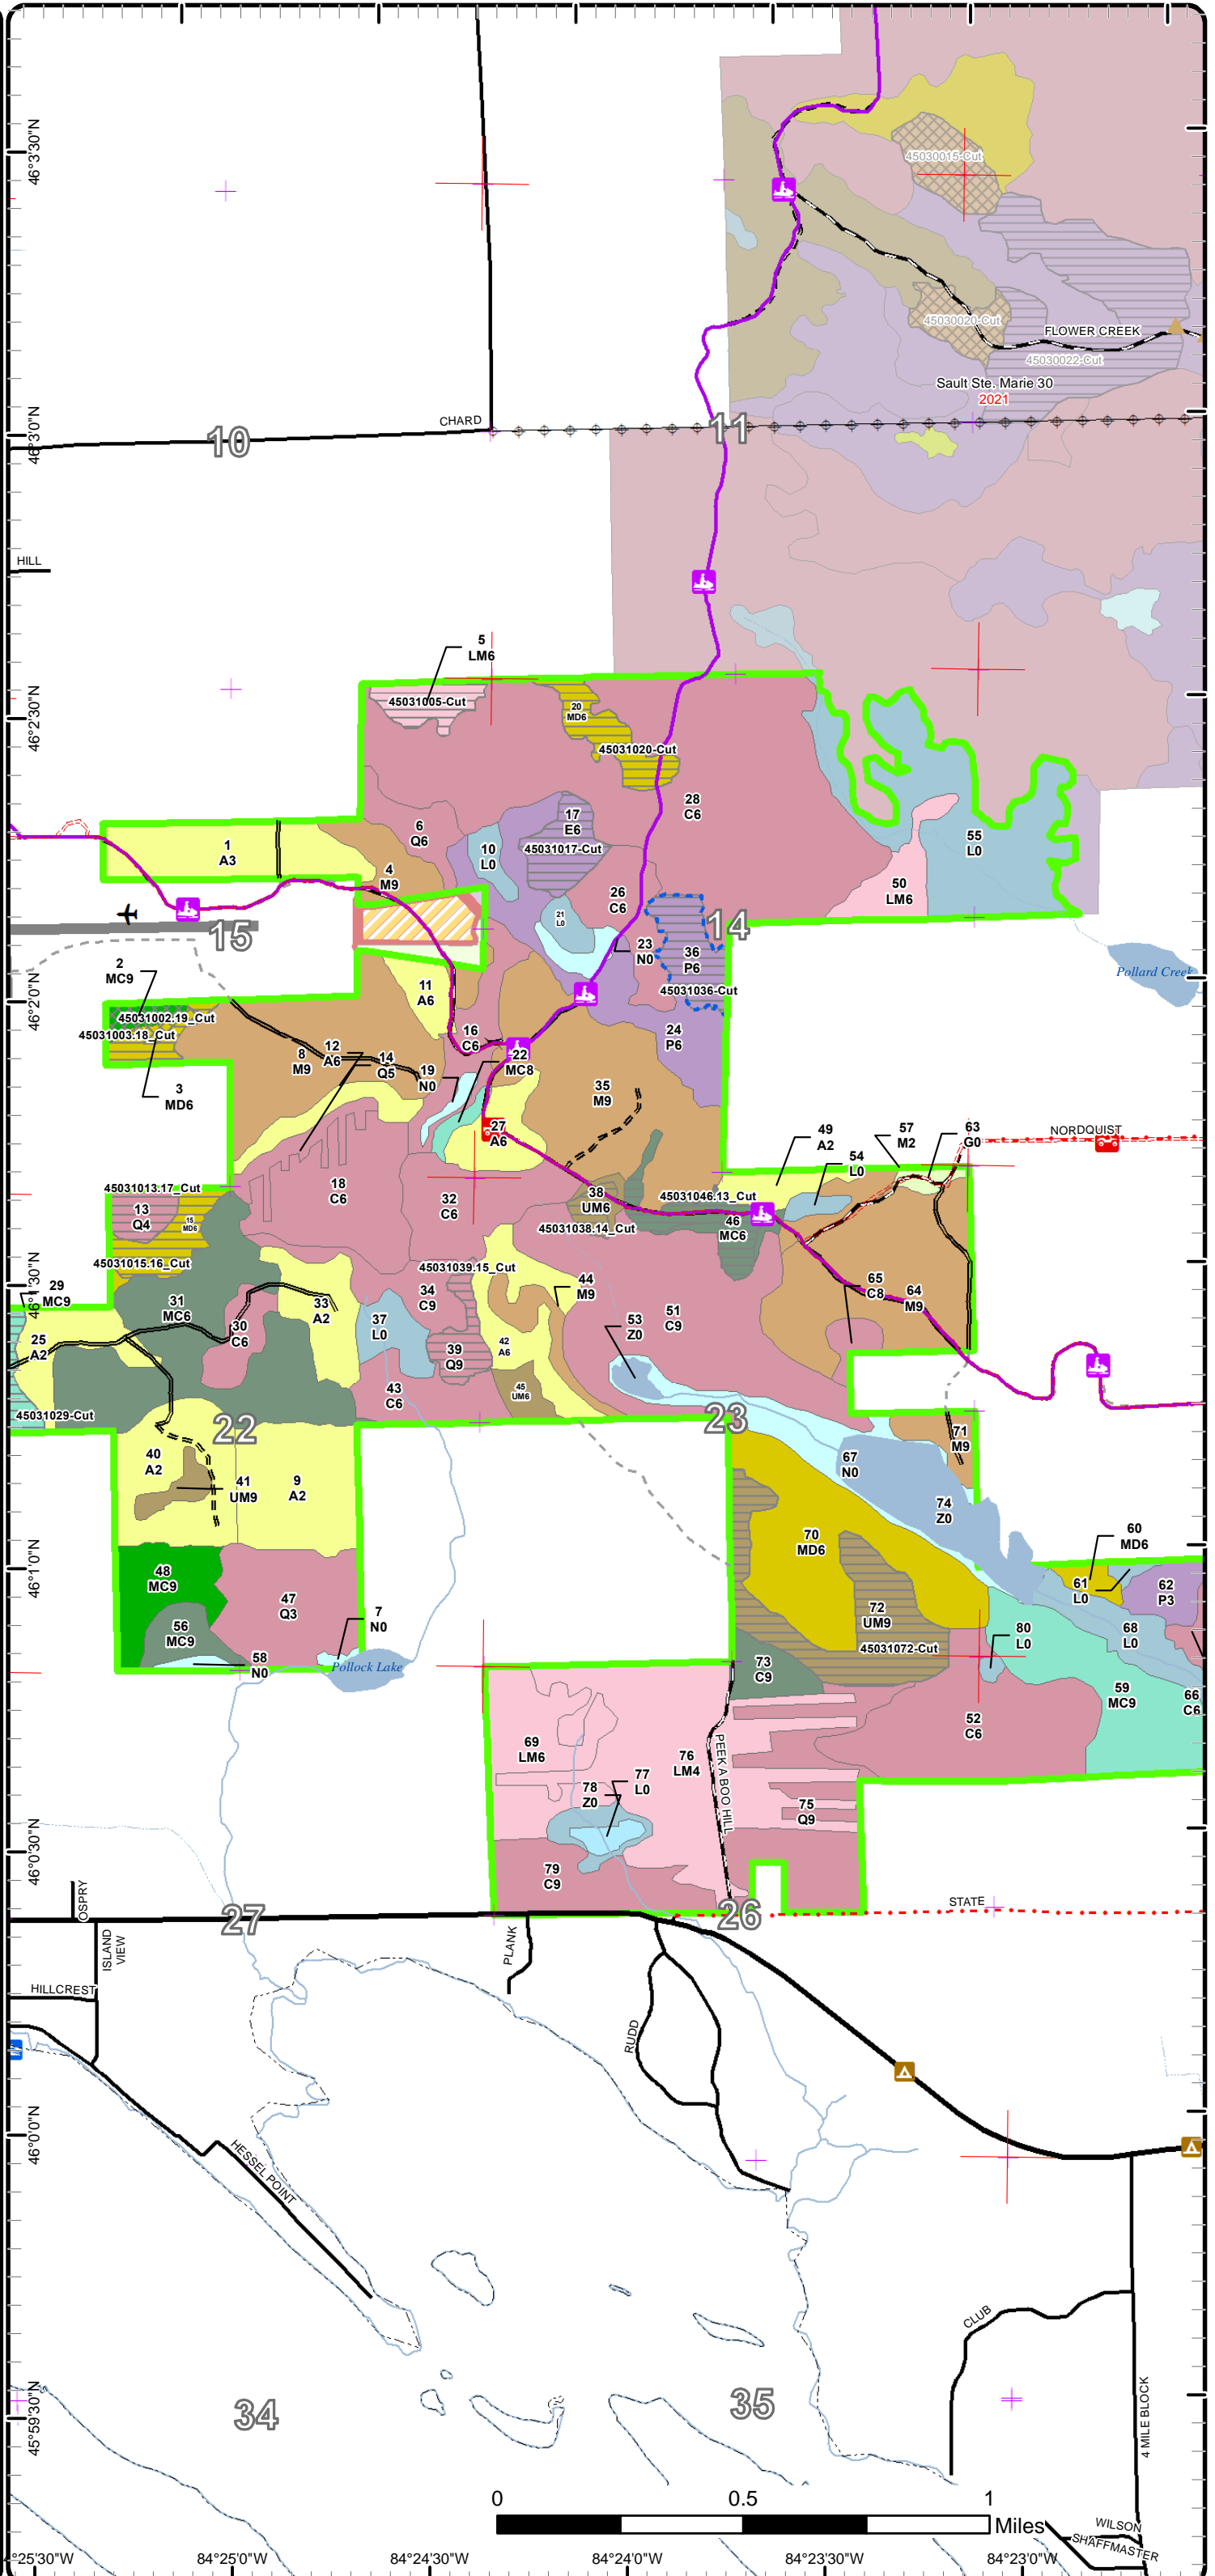 46°3'30"N
45030015-Cut
45030020-Cut
FLOWER CREEK
45030022-Cut
Sault Ste. Marie 30
2021
CHARD
46°3'0"N
10
11
HILL
5
LM6
45031005-Cut
20
MD6
46°2'30"N
45031020-Cut
28
C6
17
E6
6
Q6
1
A3
10
L0
45031017-Cut
55
L0
4
M9
50
LM6
26
C6
21
L0
15
14
23
N0
36
P6
2
MC9
Pollard Creek
11
A6
45031036-Cut
46°2'0"N
45031002.19_Cut
45031003.18_Cut
16
C6
24
P6
12
A6
8
M9
14
Q5
22
MC8
19
N0
3
MD6
35
M9
27
A6
49
A2
57
M2
63
G0
NORDQUIST
54
L0
45031013.17_Cut
18
C6
32
C6
38
UM6
45031046.13_Cut
13
Q4
15
MD6
46
MC6
45031038.14_Cut
45031015.16_Cut
45031039.15_Cut
29
MC9
46°1'30"N
44
M9
31
MC6
33
A2
34
C9
65
C8
64
M9
25
A2
30
C6
37
L0
53
Z0
51
C9
39
Q9
42
A6
43
C6
45
UM6
45031029-Cut
22
23
71
M9
40
A2
41
UM9
9
A2
67
N0
74
Z0
60
MD6
70
MD6
46°1'0"N
48
MC9
47
Q3
61
L0
62
P3
7
N0
72
UM9
56
MC9
80
L0
68
L0
45031072-Cut
58
N0
Pollock Lake
73
C9
59
MC9
66
C6
52
C6
69
LM6
76
LM4
PEEK A BOO HILL
77
L0
78
Z0
75
Q9
46°0'30"N
79
C9
STATE
OSPRY
27
26
ISLAND
VIEW
PLANK
HILLCREST
RUDD
46°0'0"N
HESSEL POINT
CLUB
4 MILE BLOCK
45°59'30"N
34
35
0
0.5
1
Miles
WILSON
SHAFFMASTER
°25'30"W
84°25'0"W
84°24'30"W
84°24'0"W
84°23'30"W
84°23'0"W